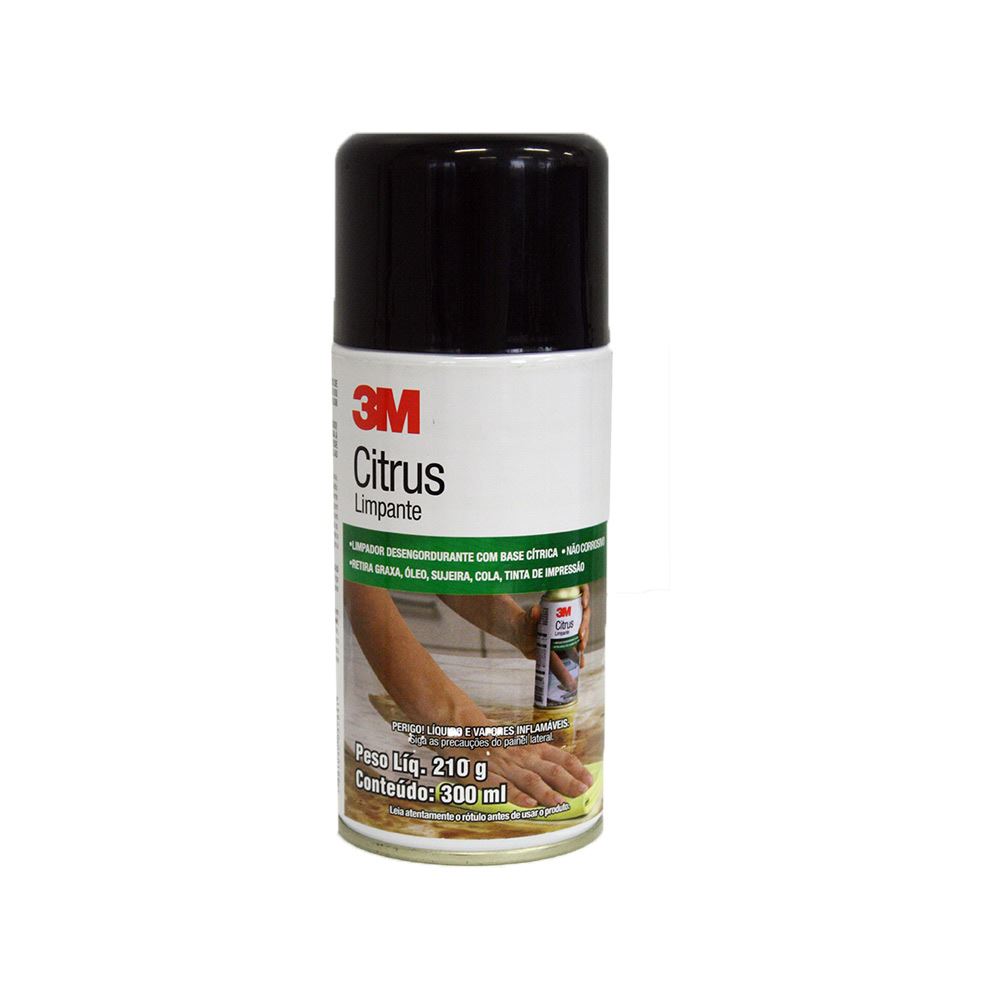 3M
Citrus
Limpante
•LIMPADOR DESENGORDURANTE COM BASE CÍTRICA •NÃO CORROSIVO
•RETIRA GRAXA, ÓLEO, SUJEIRA, COLA, TINTA DE IMPRESSÃO
3M
Citrus
Limpante
PERIGO! LÍQUIDO E VAPORES INFLAMÁVEIS.
Siga as precauções do painel lateral.
Peso Líq. 210 g
Conteúdo: 300 ml
Leia atentamente o rótulo antes de usar o produto.